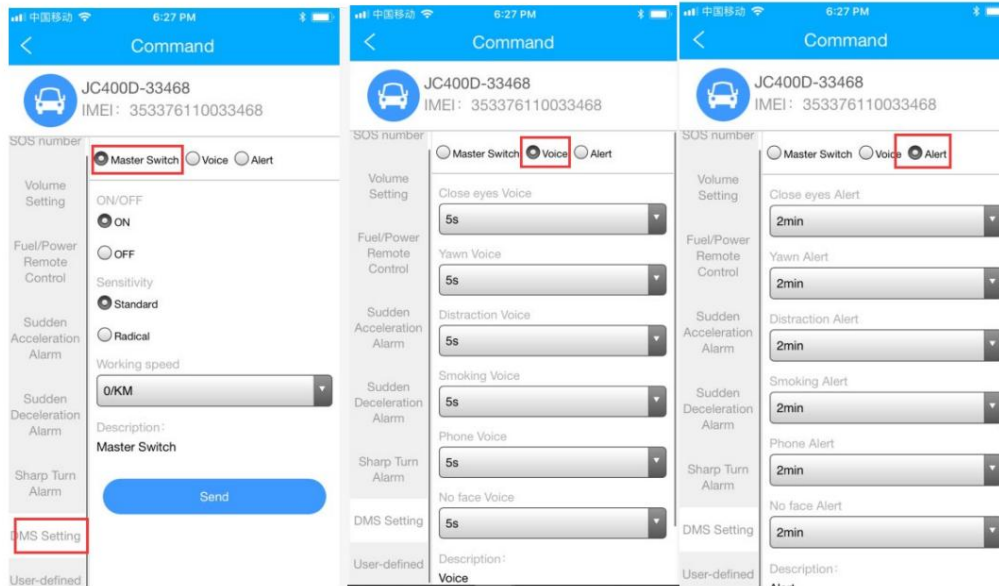 中国移动 6:27 PM
Command
JC400D-33468
IMEI: 353376110033468
SOS number
Volume
Setting
Fuel/Power
Remote
Control
Sudden
Acceleration
Alarm
Sudden
Deceleration
Alarm
Sharp Turn
Alarm
DMS Setting
User-defined
Master Switch Voice Alert
ON/OFF
ON
OFF
Sensitivity
Standard
Radical
Working speed
0/KM
Description:
Master Switch
Send
中国移动 6:27 PM
Command
JC400D-33468
IMEI: 353376110033468
SOS number
Volume
Setting
Fuel/Power
Remote
Control
Sudden
Acceleration
Alarm
Sudden
Deceleration
Alarm
Sharp Turn
Alarm
DMS Setting
User-defined
Master Switch Voice Alert
Close eyes Voice
5s
Yawn Voice
5s
Distraction Voice
5s
Smoking Voice
5s
Phone Voice
5s
No face Voice
5s
Description:
Voice
中国移动 6:27 PM
Command
JC400D-33468
IMEI: 353376110033468
SOS number
Volume
Setting
Fuel/Power
Remote
Control
Sudden
Acceleration
Alarm
Sudden
Deceleration
Alarm
Sharp Turn
Alarm
DMS Setting
User-defined
Master Switch Voice Alert
Close eyes Alert
2min
Yawn Alert
2min
Distraction Alert
2min
Smoking Alert
2min
Phone Alert
2min
No face Alert
2min
Description: